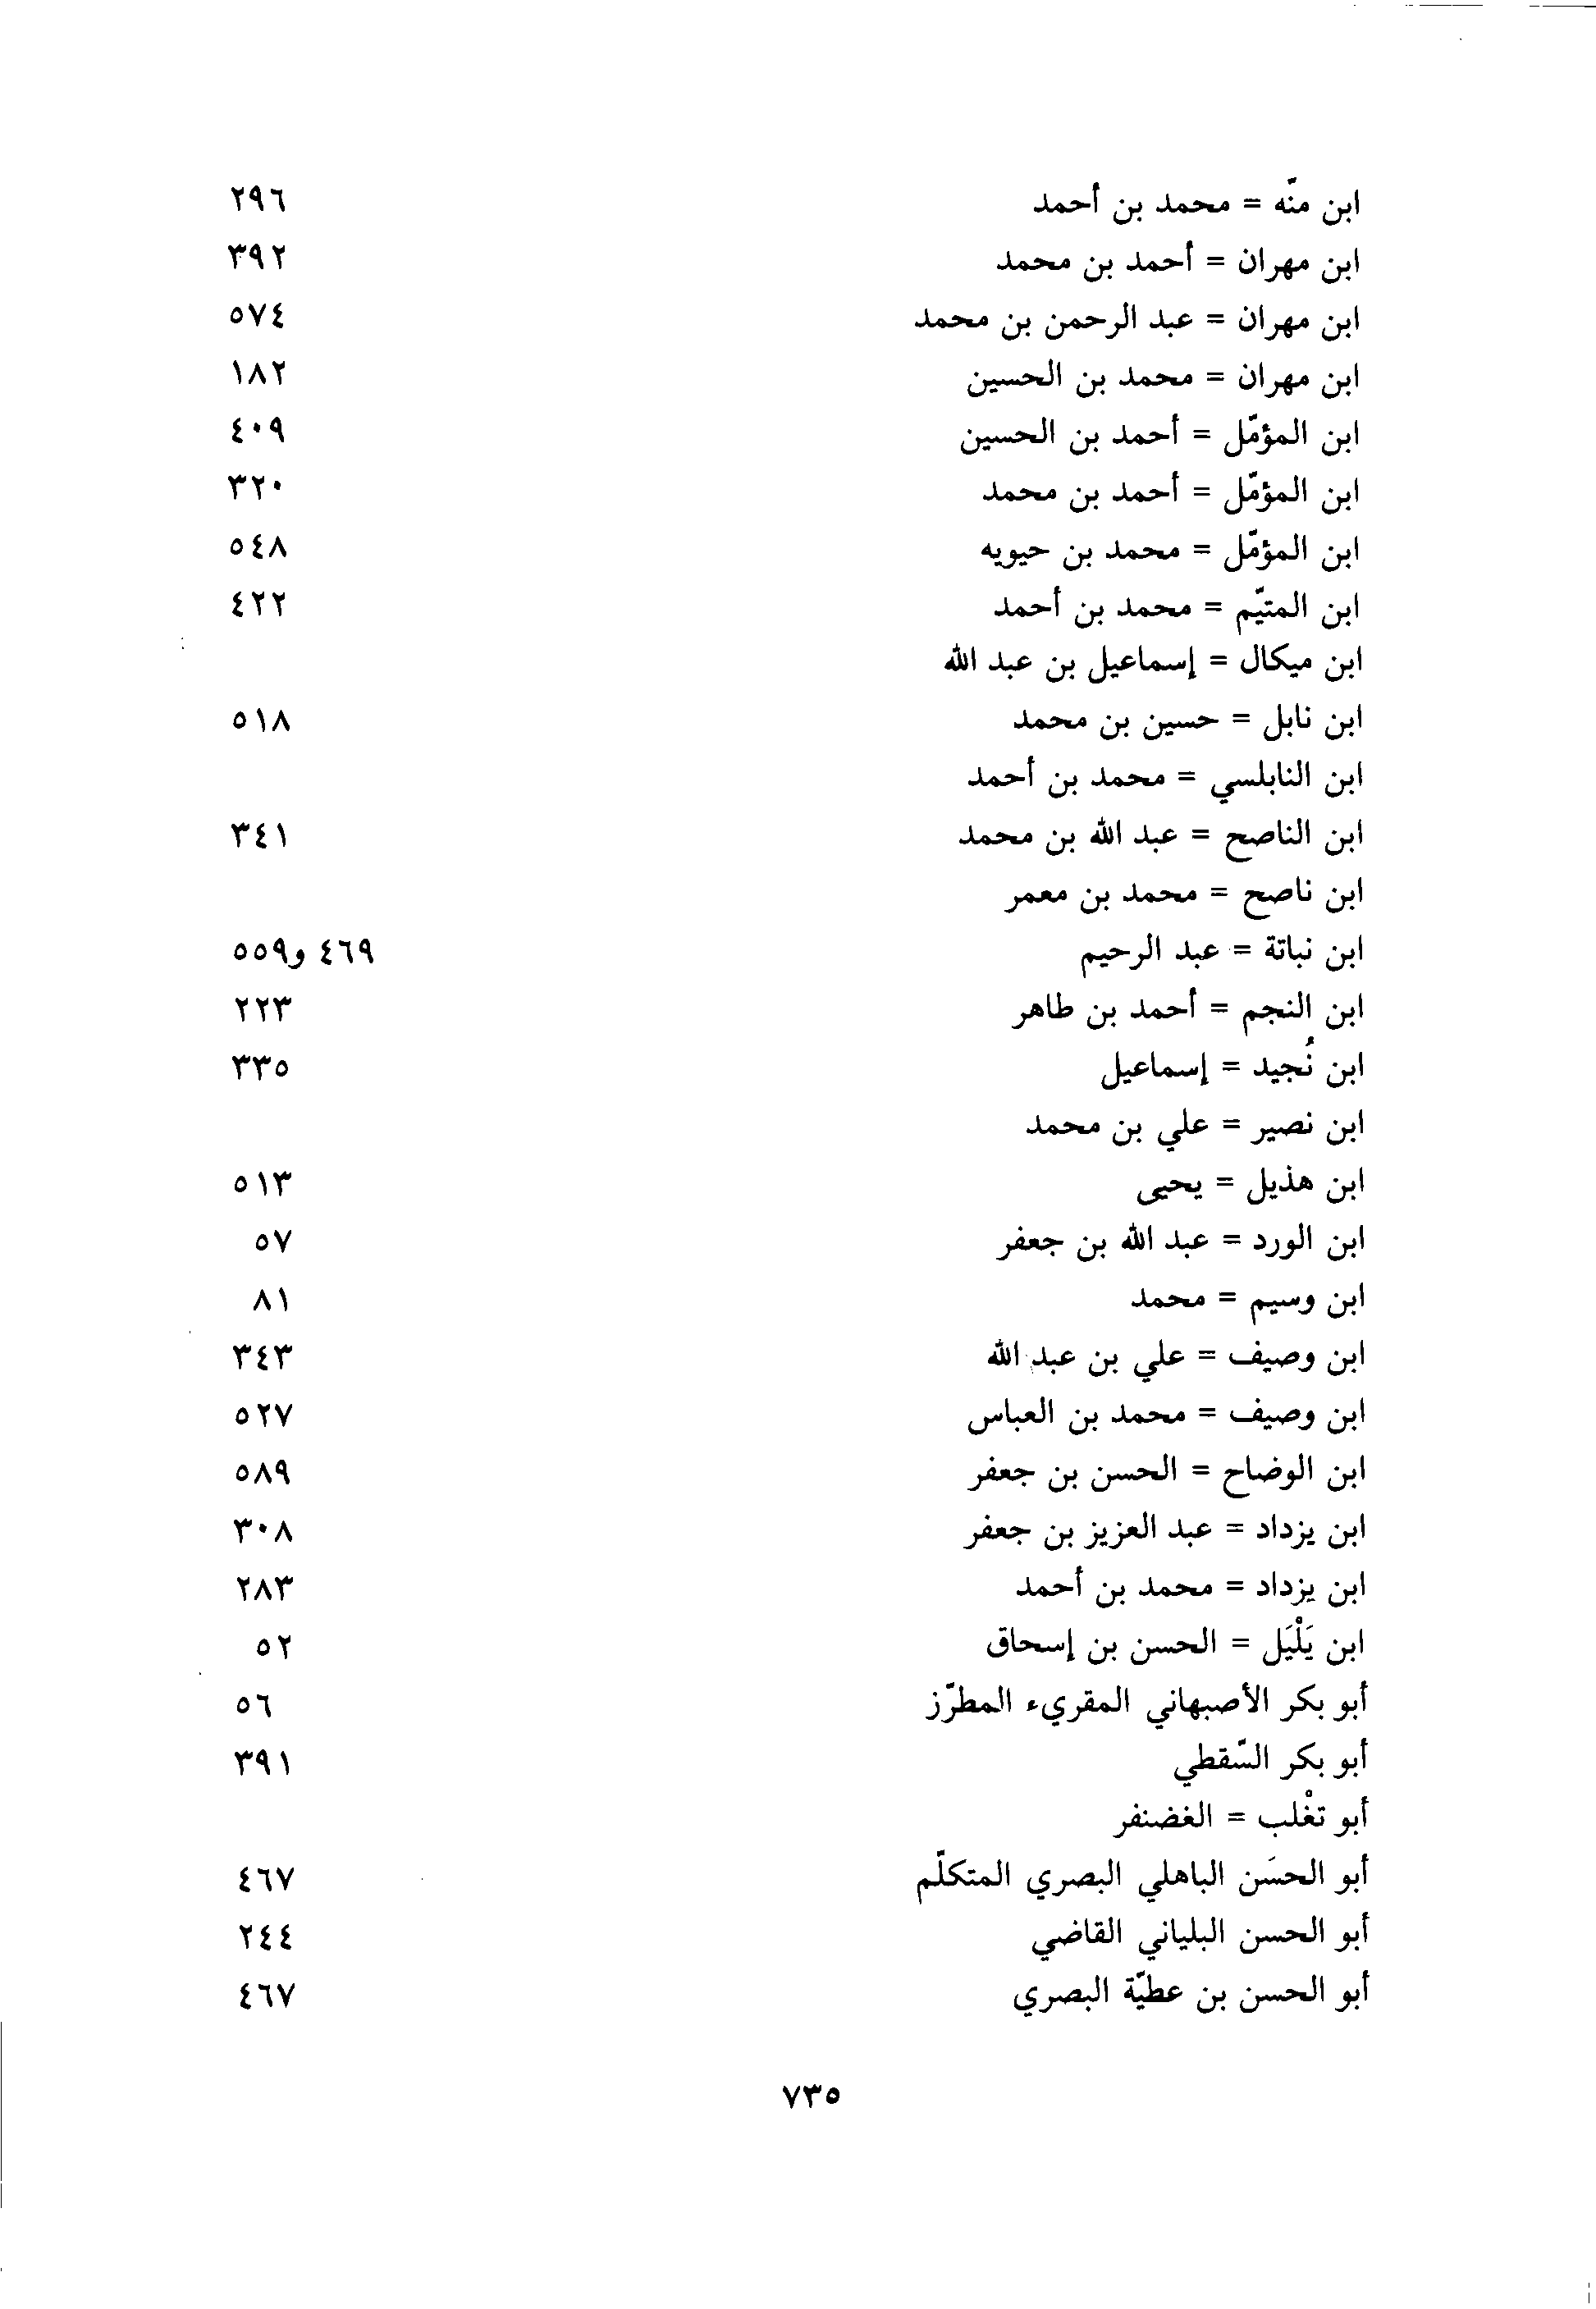 ابن منّه = محمد بن أحمد ٢٩٦
ابن مهران = أحمد بن محمد ٣٩٢
ابن مهران = عبد الرحمن بن محمد ٥٧٤
ابن مهران = محمد بن الحسين ١٨٢
ابن المؤمّل = أحمد بن الحسين ٤٠٩
ابن المؤمّل = أحمد بن محمد ٣٢٠
ابن المؤمّل = محمد بن حيويه ٥٤٨
ابن المتيّم = محمد بن أحمد ٤٢٢
ابن ميكال = إسماعيل بن عبد الله
ابن نابل = حسين بن محمد ٥١٨
ابن النابلسي = محمد بن أحمد
ابن الناصح = عبد الله بن محمد ٣٤١
ابن ناصح = محمد بن معمر
ابن نباتة = عبد الرحيم ٤٦٩ و٥٥٩
ابن النجم = أحمد بن طاهر ٢٢٣
ابن نُجيد = إسماعيل ٣٣٥
ابن نصير = علي بن محمد
ابن هذيل = يحيى ٥١٣
ابن الورد = عبد الله بن جعفر ٥٧
ابن وسيم = محمد ٨١
ابن وصيف = علي بن عبد الله ٣٤٣
ابن وصيف = محمد بن العباس ٥٢٧
ابن الوضاح = الحسن بن جعفر ٥٨٩
ابن يزداد = عبد العزيز بن جعفر ٣٠٨
ابن يزداد = محمد بن أحمد ٢٨٣
ابن يَلْيَل = الحسن بن إسحاق ٥٢
أبو بكر الأصبهاني المقريء المطرّز ٥٦
أبو بكر السّقطي ٣٩١
أبو تغْلب = الغضنفر
أبو الحسَن الباهلي البصري المتكلّم ٤٦٧
أبو الحسن البلياني القاضي ٢٤٤
أبو الحسن بن عطيّة البصري ٤٦٧
٧٣٥